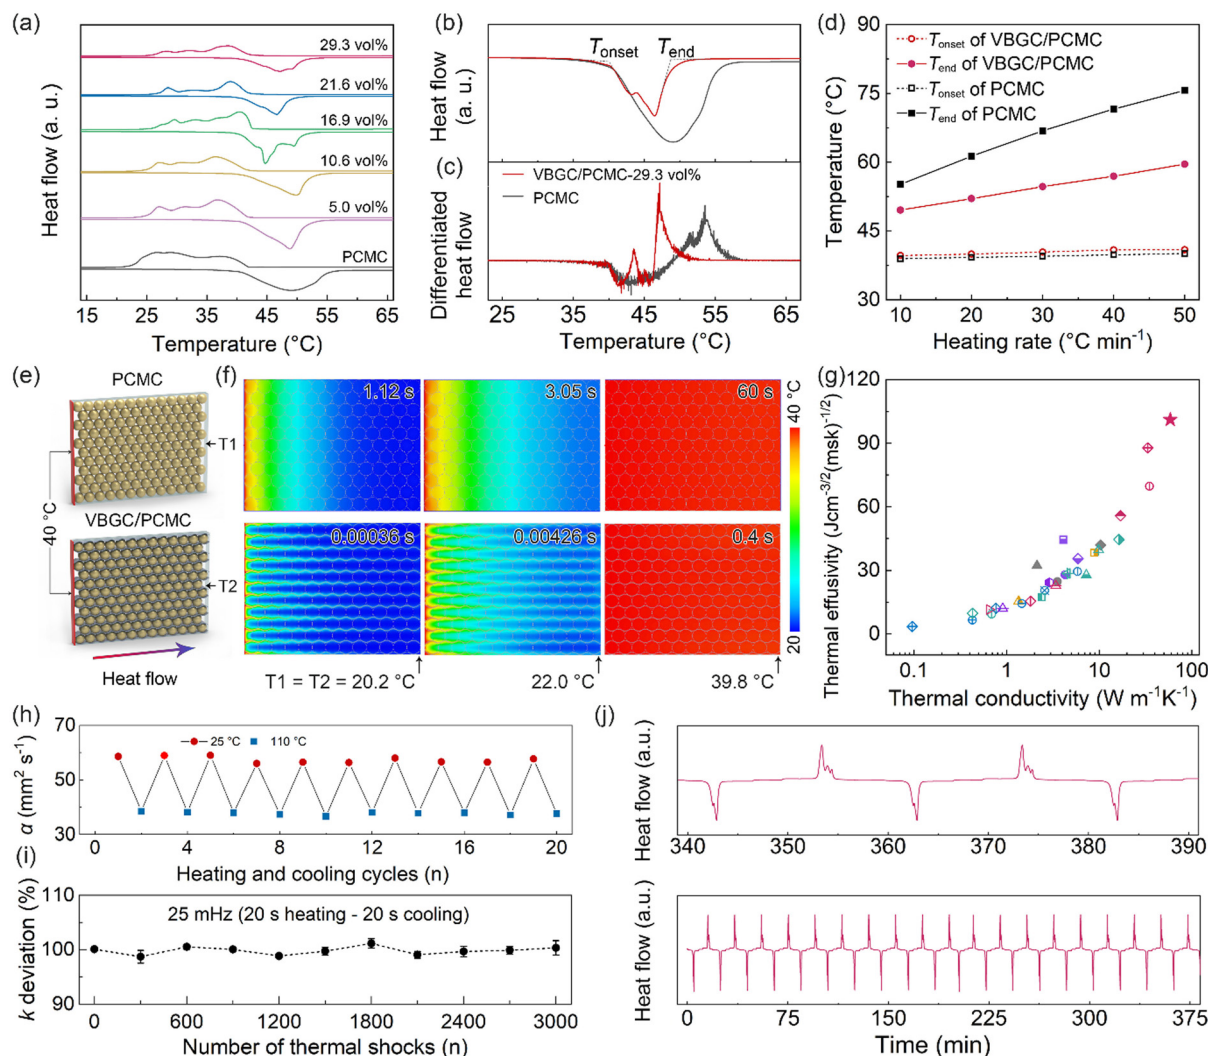 (a)
29.3 vol%
21.6 vol%
16.9 vol%
10.6 vol%
5.0 vol%
PCMC
Heat flow (a. u.)
15 25 35 45 55 65
Temperature (°C)
(b)
Tonset
Tend
Heat flow
(a. u.)
(c)
VBGC/PCMC-29.3 vol%
PCMC
Differentiated
heat flow
25 35 45 55 65
Temperature (°C)
(d)
90
75
60
45
30
Tonset of VBGC/PCMC
Tend of VBGC/PCMC
Tonset of PCMC
Tend of PCMC
Temperature (°C)
10 20 30 40 50
Heating rate (°C min-1)
(e)
PCMC
T1
40 °C
VBGC/PCMC
T2
Heat flow
(f)
1.12 s
3.05 s
60 s
0.00036 s
0.00426 s
0.4 s
40 °C
20
T1 = T2 = 20.2 °C
22.0 °C
39.8 °C
(g)
120
90
60
30
0
Thermal effusivity (Jcm-3/2(msk)-1/2)
0.1 1 10 100
Thermal conductivity (W m-1K-1)
(h)
70
50
30
25 °C
110 °C
α (mm2 s-1)
0 4 8 12 16 20
Heating and cooling cycles (n)
(i)
110
100
90
25 mHz (20 s heating - 20 s cooling)
k deviation (%)
0 600 1200 1800 2400 3000
Number of thermal shocks (n)
(j)
Heat flow (a.u.)
340 350 360 370 380 390
Heat flow (a.u.)
0 75 150 225 300 375
Time (min)